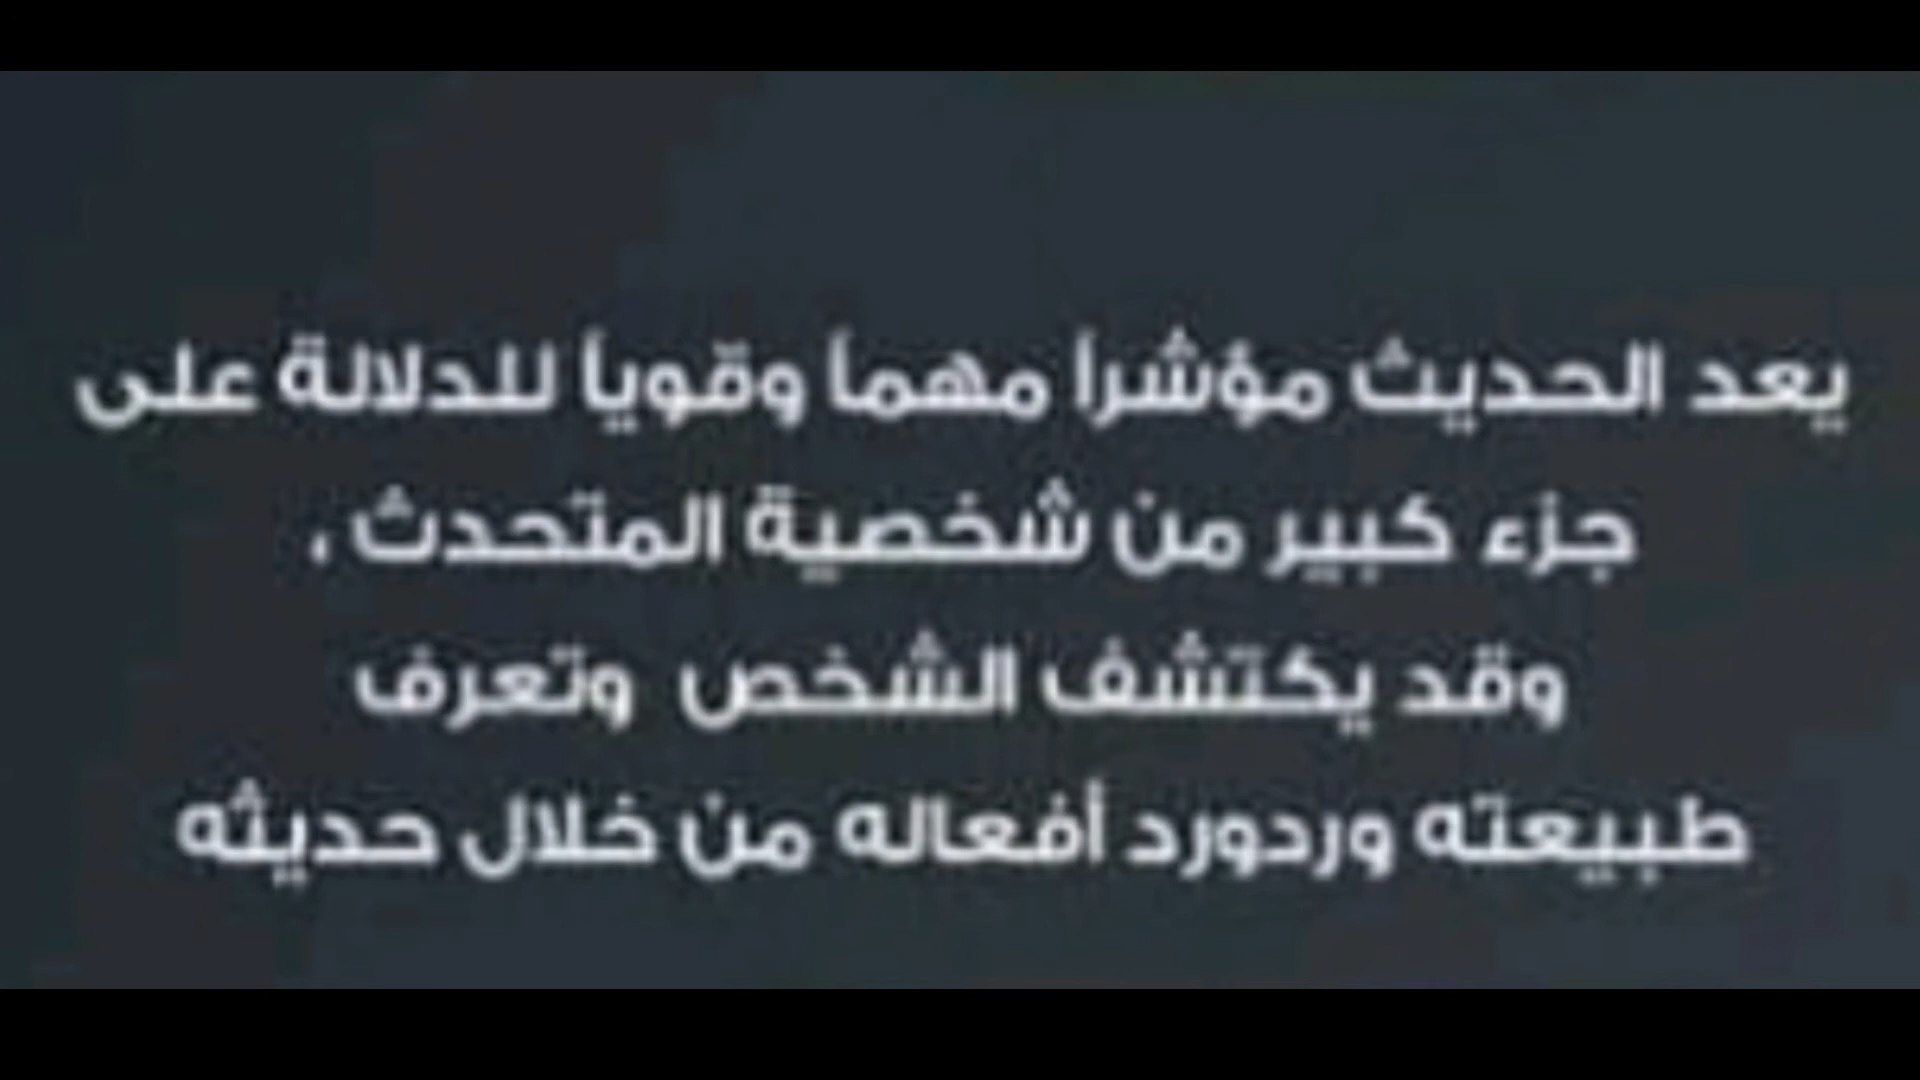 يعد الحديث مؤشراً مهماً وقوياً للدلالة على
جزء كبير من شخصية المتحدث ،
وقد يكتشف الشخص وتعرف
طبيعته وردورد أفعاله من خلال حديثه